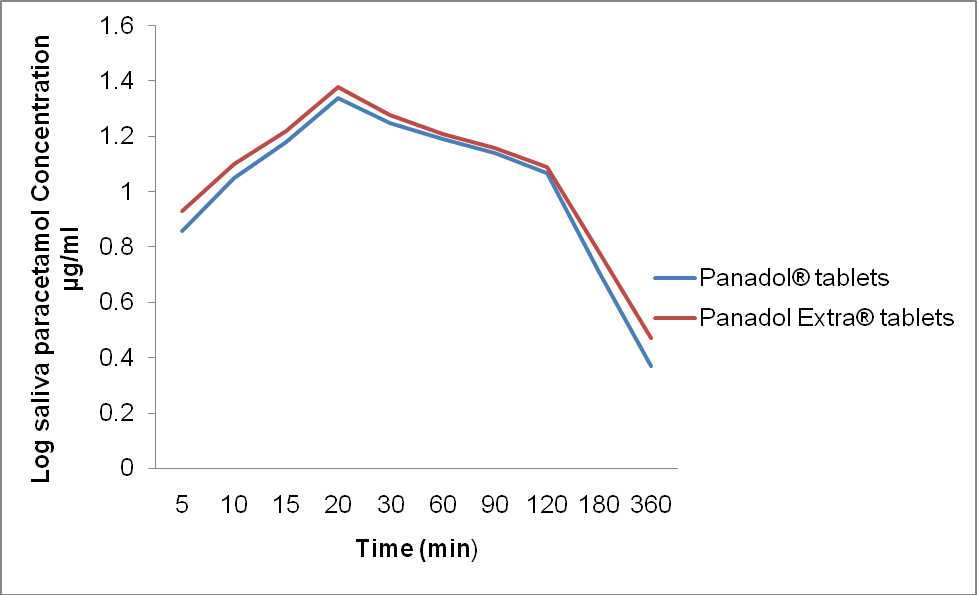 Log saliva paracetamol Concentration
µg/ml
1.6
1.4
1.2
1
0.8
0.6
0.4
0.2
0
5 10 15 20 30 60 90 120 180 360
Time (min)
Panadol® tablets
Panadol Extra® tablets